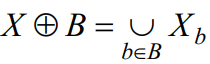 X ⊕ B = ∪ X_b
b∈B